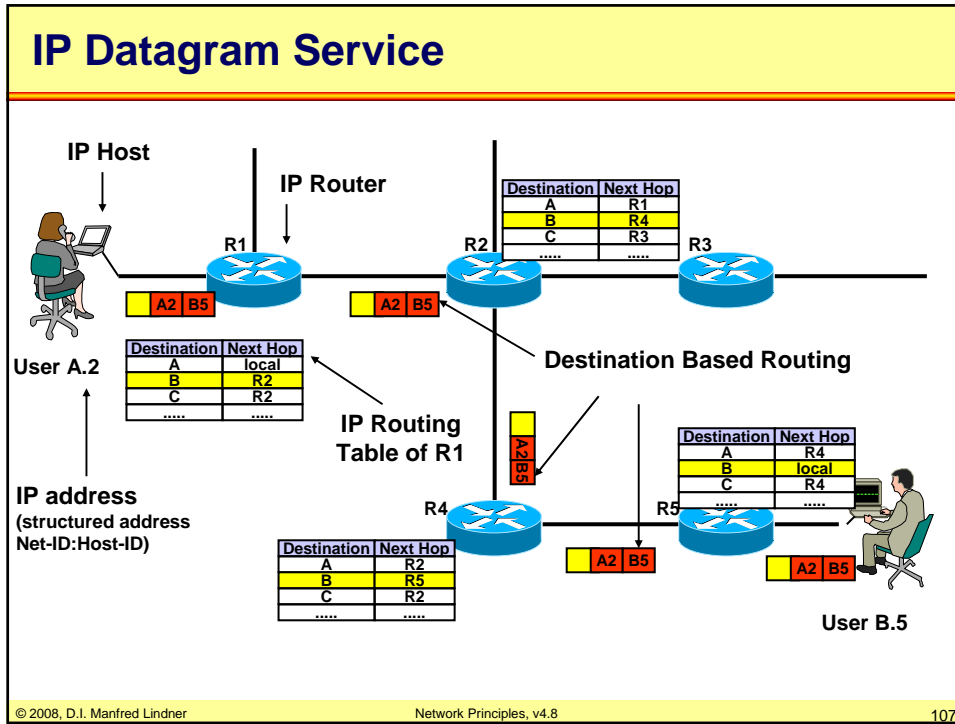 IP Datagram Service
IP Host
IP Router
Destination Next Hop
A R1
B R4
C R3
..... .....
R1
R2
R3
A2 B5
A2 B5
User A.2
Destination Next Hop
A local
B R2
C R2
..... .....
Destination Based Routing
IP Routing
Table of R1
A2 B5
Destination Next Hop
A R4
B local
C R4
..... .....
IP address
(structured address
Net-ID:Host-ID)
R4
R5
Destination Next Hop
A R2
B R5
C R2
..... .....
A2 B5
A2 B5
User B.5
© 2008, D.I. Manfred Lindner
Network Principles, v4.8
107